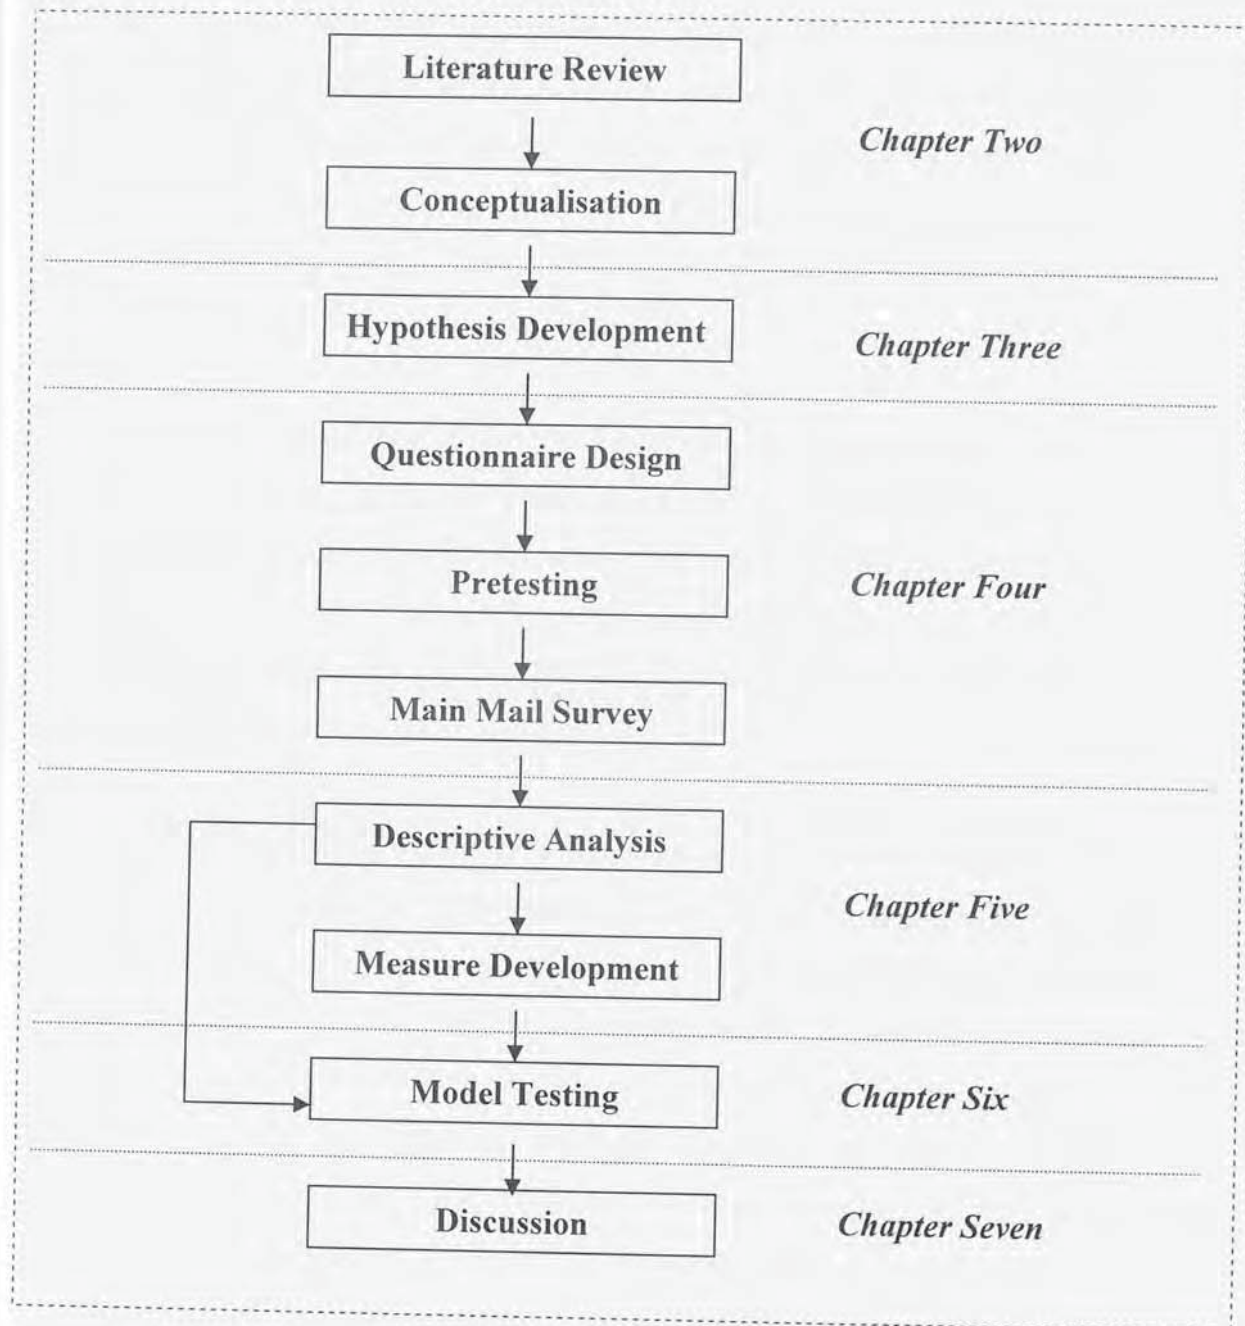 Literature Review
Chapter Two
Conceptualisation
Hypothesis Development
Chapter Three
Questionnaire Design
Pretesting
Chapter Four
Main Mail Survey
Descriptive Analysis
Chapter Five
Measure Development
Model Testing
Chapter Six
Discussion
Chapter Seven